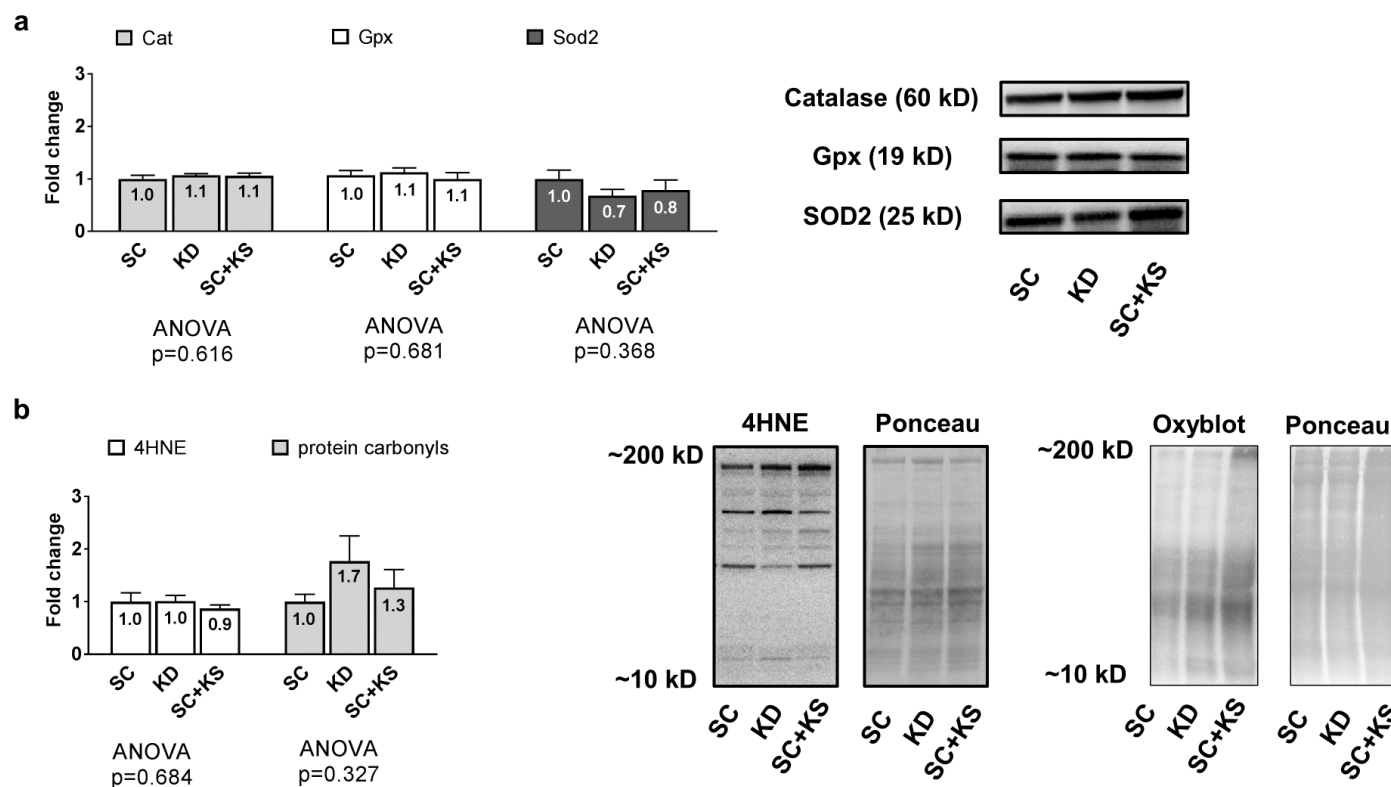 a
Cat
Gpx
Sod2
3
2
1
0
Fold change
1.0
1.1
1.1
1.0
1.1
1.1
1.0
0.7
0.8
SC
KD
SC+KS
SC
KD
SC+KS
SC
KD
SC+KS
ANOVA
p=0.616
ANOVA
p=0.681
ANOVA
p=0.368
Catalase (60 kD)
Gpx (19 kD)
SOD2 (25 kD)
SC
KD
SC+KS
b
4HNE
protein carbonyls
3
2
1
0
Fold change
1.0
1.0
0.9
1.0
1.7
1.3
SC
KD
SC+KS
SC
KD
SC+KS
ANOVA
p=0.684
ANOVA
p=0.327
4HNE
Ponceau
~200 kD
~10 kD
SC
KD
SC+KS
SC
KD
SC+KS
Oxyblot
Ponceau
~200 kD
~10 kD
SC
KD
SC+KS
SC
KD
SC+KS